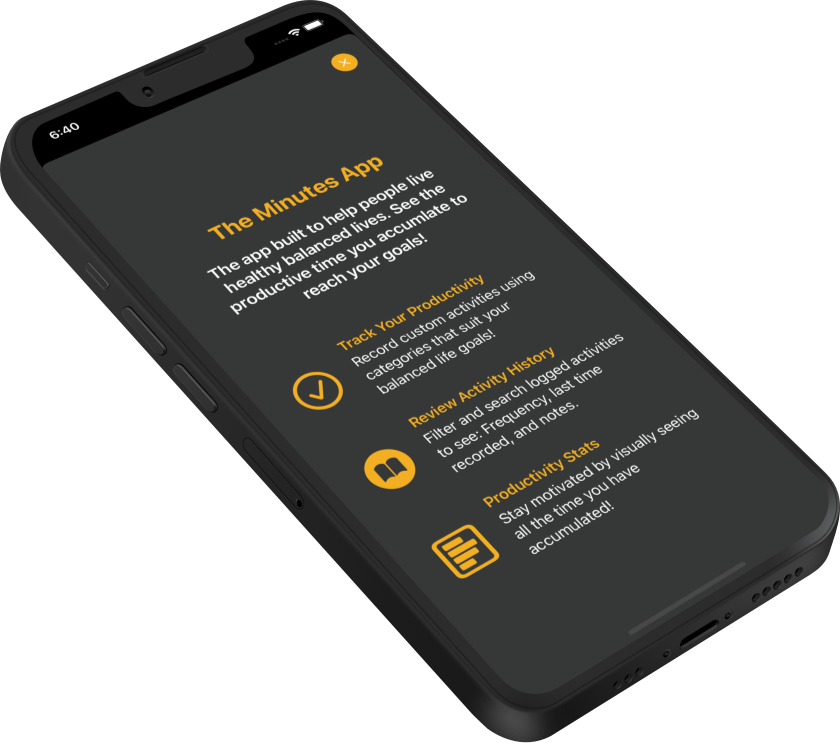 6:40
The Minutes App
The app built to help people live
healthy balanced lives. See the
productive time you accumlate to
reach your goals!
Track Your Productivity
Record custom activities using
categories that suit your
balanced life goals!
Review Activity History
Filter and search logged activities
to see: Frequency, last time
recorded, and notes.
Productivity Stats
Stay motivated by visually seeing
all the time you have
accumulated!